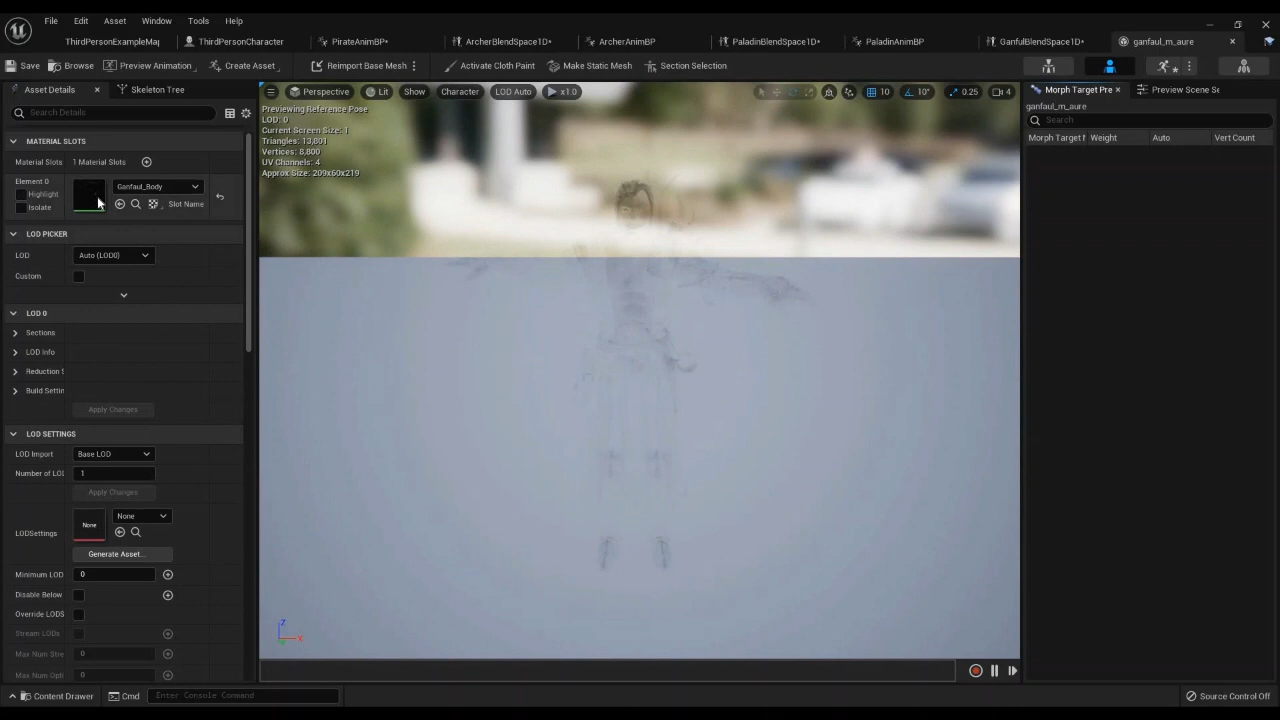 File Edit Asset Window Tools Help
ThirdPersonExampleMap ThirdPersonCharacter PirateAnimBP* ArcherBlendSpace1D* ArcherAnimBP PaladinBlendSpace1D* PaladinAnimBP GanfulBlendSpace1D* ganfaul_m_aure
Save Browse Preview Animation Create Asset Reimport Base Mesh Activate Cloth Paint Make Static Mesh Section Selection
Asset Details Skeleton Tree
Search Details
Perspective Lit Show Character LOD Auto x1.0 10 10° 0.25 4
Morph Target Pre Preview Scene Se
ganfaul_m_aure
Search
Morph Target N Weight Auto Vert Count
Previewing Reference Pose
LOD: 0
Current Screen Size: 1
Triangles: 13,801
Vertices: 8,800
UV Channels: 4
Approx Size: 209x60x219
MATERIAL SLOTS
Material Slots 1 Material Slots
Element 0
Highlight
Isolate
Ganfaul_Body
Slot Name
LOD PICKER
LOD Auto (LOD0)
Custom
LOD 0
Sections
LOD Info
Reduction S
Build Settin
Apply Changes
LOD SETTINGS
LOD Import Base LOD
Number of LOD 1
Apply Changes
LODSettings None None
Generate Asset...
Minimum LOD 0
Disable Below
Override LODS
Stream LODs
Max Num Stre 0
Max Num Opti 0
Z
X
Content Drawer Cmd Enter Console Command Source Control Off